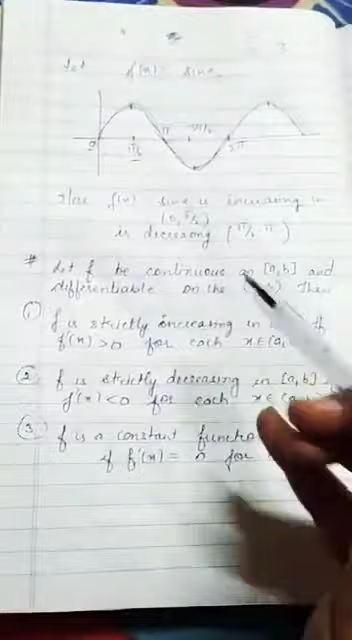 Let f(x) = sinx
0 π/2 π 3π/2 2π
Here f(x) sinx is increasing in
(0, π/2)
is decreasing (π/2, π)
# Let f be continuous on [a,b] and
differentiable on the Then
① f is strictly increasing in
f'(x) > 0 for each x∈(a,
② f is strictly decreasing in [a,b]
f'(x) < 0 for each x∈
③ f is a constant
if f'(x) = 0 for